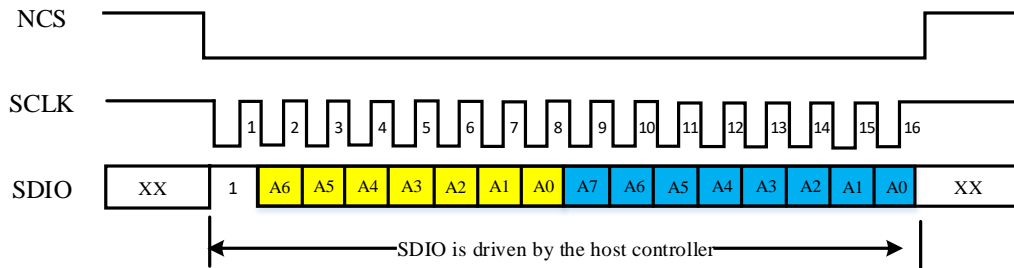 NCS
SCLK 1 2 3 4 5 6 7 8 9 10 11 12 13 14 15 16
SDIO XX 1 A6 A5 A4 A3 A2 A1 A0 A7 A6 A5 A4 A3 A2 A1 A0 XX
SDIO is driven by the host controller